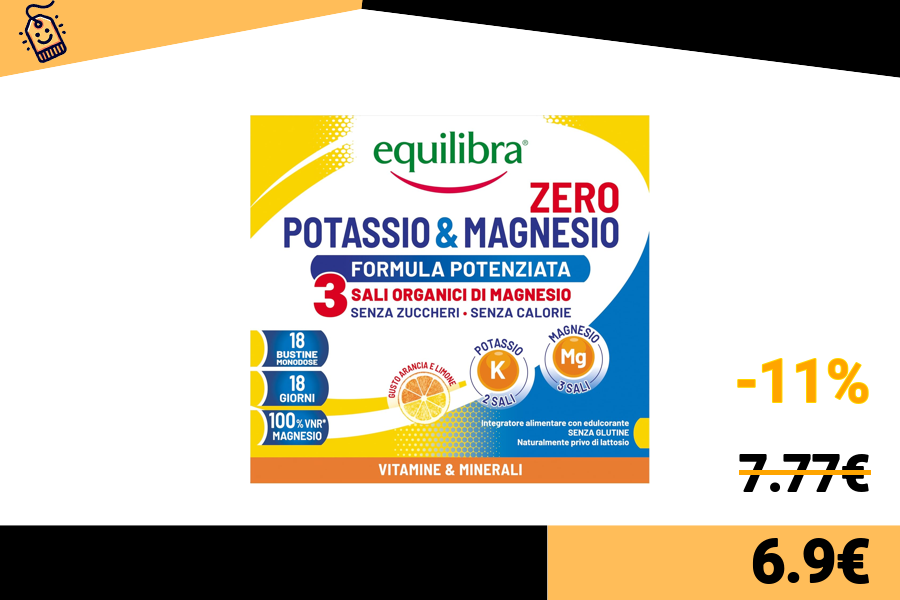 equilibra®
ZERO
POTASSIO & MAGNESIO
FORMULA POTENZIATA
3 SALI ORGANICI DI MAGNESIO
SENZA ZUCCHERI • SENZA CALORIE
18
BUSTINE
MONODOSE
18
GIORNI
100% VNR*
MAGNESIO
GUSTO ARANCIA E LIMONE
POTASSIO
K
2 SALI
MAGNESIO
Mg
3 SALI
Integratore alimentare con edulcorante
SENZA GLUTINE
Naturalmente privo di lattosio
VITAMINE & MINERALI
-11%
7.77€
6.9€